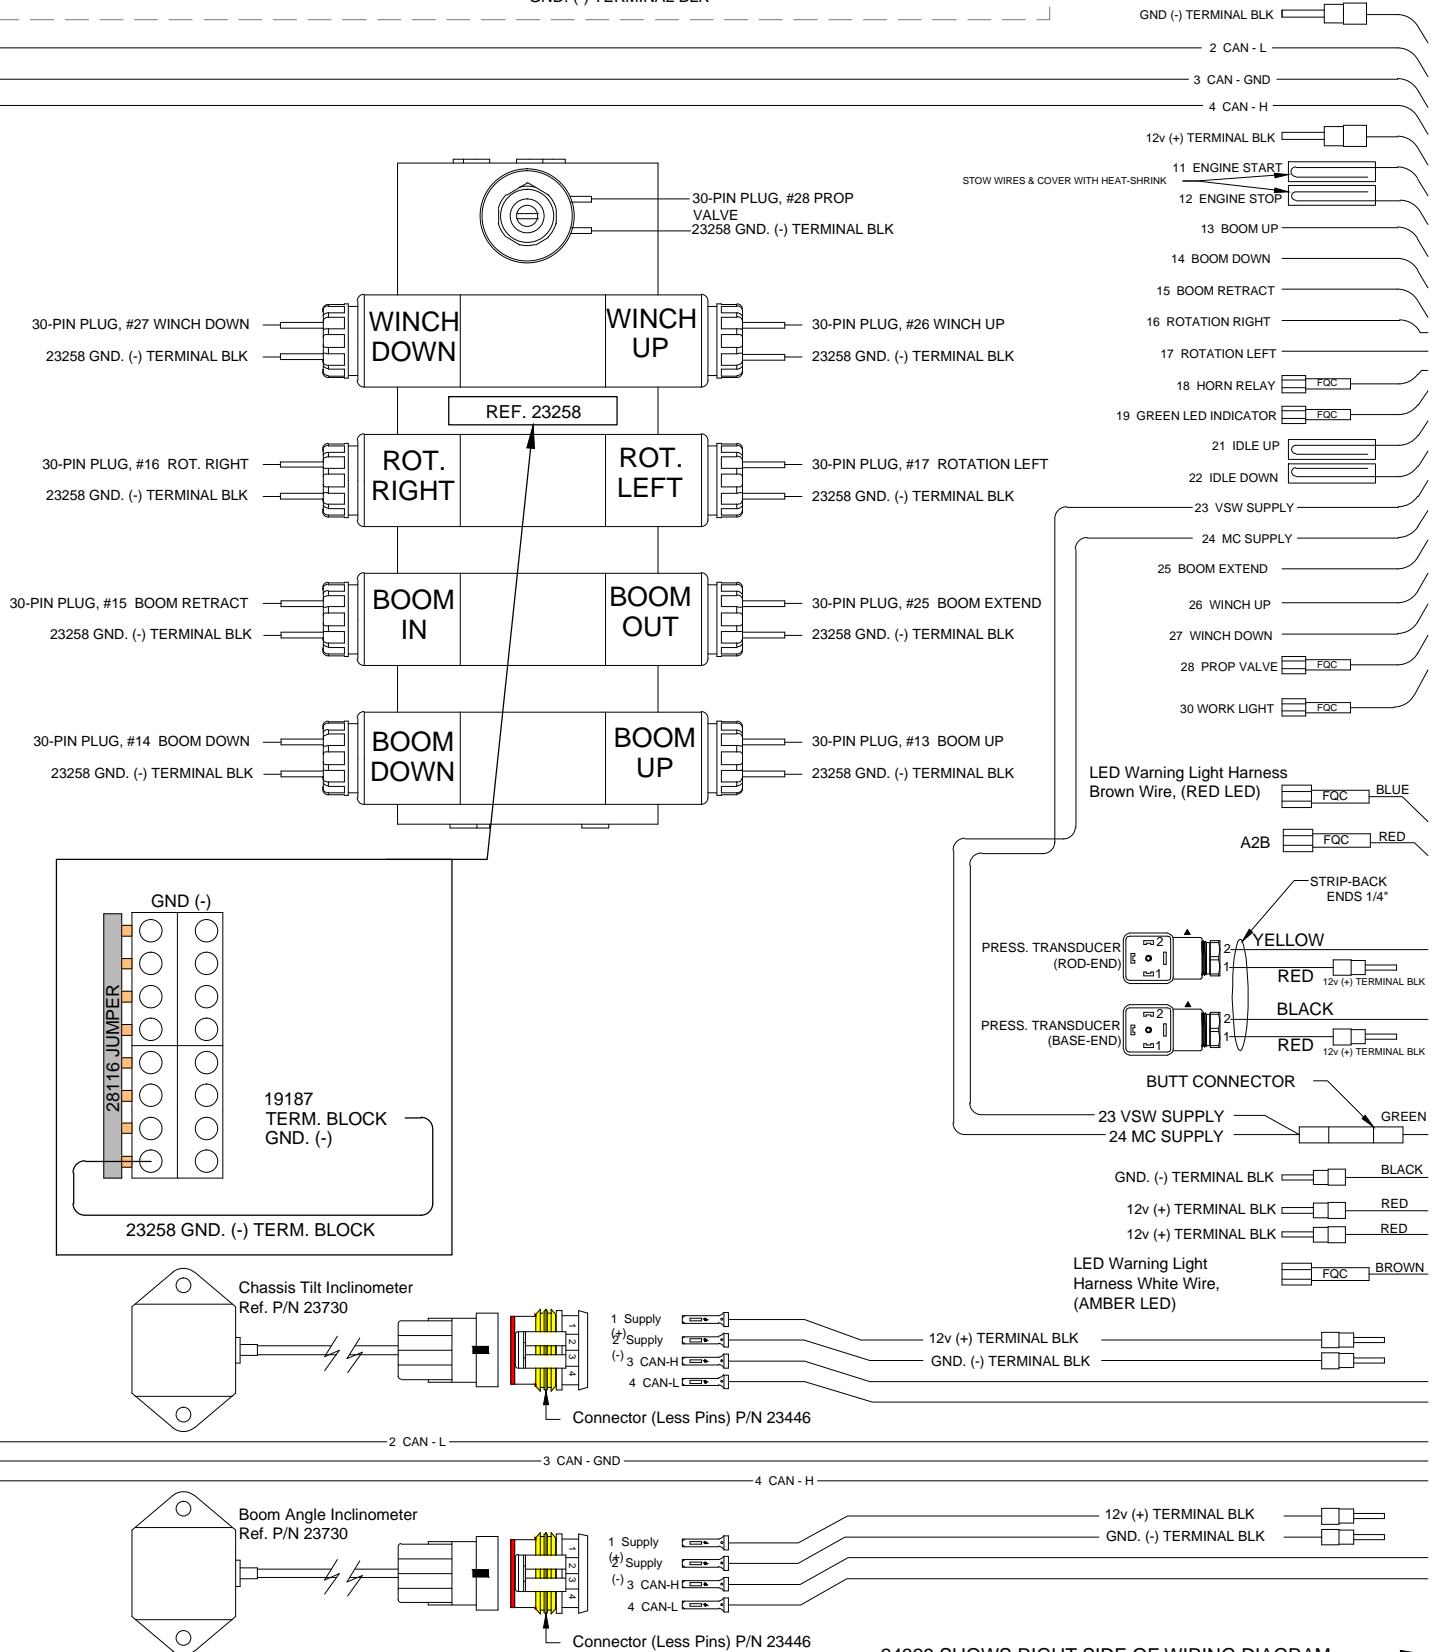 GND (-) TERMINAL BLK
2 CAN - L
3 CAN - GND
4 CAN - H
12v (+) TERMINAL BLK
11 ENGINE START
STOW WIRES & COVER WITH HEAT-SHRINK
12 ENGINE STOP
13 BOOM UP
14 BOOM DOWN
15 BOOM RETRACT
16 ROTATION RIGHT
17 ROTATION LEFT
18 HORN RELAY
FQC
19 GREEN LED INDICATOR
FQC
21 IDLE UP
22 IDLE DOWN
23 VSW SUPPLY
24 MC SUPPLY
25 BOOM EXTEND
26 WINCH UP
27 WINCH DOWN
28 PROP VALVE
FQC
30 WORK LIGHT
FQC
30-PIN PLUG, #28 PROP
VALVE
23258 GND. (-) TERMINAL BLK
30-PIN PLUG, #27 WINCH DOWN
23258 GND. (-) TERMINAL BLK
WINCH
DOWN
WINCH
UP
30-PIN PLUG, #26 WINCH UP
23258 GND. (-) TERMINAL BLK
REF. 23258
30-PIN PLUG, #16 ROT. RIGHT
23258 GND. (-) TERMINAL BLK
ROT.
RIGHT
ROT.
LEFT
30-PIN PLUG, #17 ROTATION LEFT
23258 GND. (-) TERMINAL BLK
30-PIN PLUG, #15 BOOM RETRACT
23258 GND. (-) TERMINAL BLK
BOOM
IN
BOOM
OUT
30-PIN PLUG, #25 BOOM EXTEND
23258 GND. (-) TERMINAL BLK
30-PIN PLUG, #14 BOOM DOWN
23258 GND. (-) TERMINAL BLK
BOOM
DOWN
BOOM
UP
30-PIN PLUG, #13 BOOM UP
23258 GND. (-) TERMINAL BLK
LED Warning Light Harness
Brown Wire, (RED LED)
FQC
BLUE
A2B
FQC
RED
STRIP-BACK
ENDS 1/4"
PRESS. TRANSDUCER
(ROD-END)
2
1
2
1
YELLOW
RED
12v (+) TERMINAL BLK
PRESS. TRANSDUCER
(BASE-END)
2
1
2
1
BLACK
RED
12v (+) TERMINAL BLK
BUTT CONNECTOR
23 VSW SUPPLY
24 MC SUPPLY
GREEN
GND. (-) TERMINAL BLK
BLACK
12v (+) TERMINAL BLK
RED
12v (+) TERMINAL BLK
RED
LED Warning Light
Harness White Wire,
(AMBER LED)
FQC
BROWN
GND (-)
28116 JUMPER
19187
TERM. BLOCK
GND. (-)
23258 GND. (-) TERM. BLOCK
Chassis Tilt Inclinometer
Ref. P/N 23730
1
2
3
4
1 Supply
(+)
2 Supply
(-)
3 CAN-H
4 CAN-L
12v (+) TERMINAL BLK
GND. (-) TERMINAL BLK
Connector (Less Pins) P/N 23446
2 CAN - L
3 CAN - GND
4 CAN - H
Boom Angle Inclinometer
Ref. P/N 23730
1
2
3
4
1 Supply
(+)
2 Supply
(-)
3 CAN-H
4 CAN-L
12v (+) TERMINAL BLK
GND. (-) TERMINAL BLK
Connector (Less Pins) P/N 23446